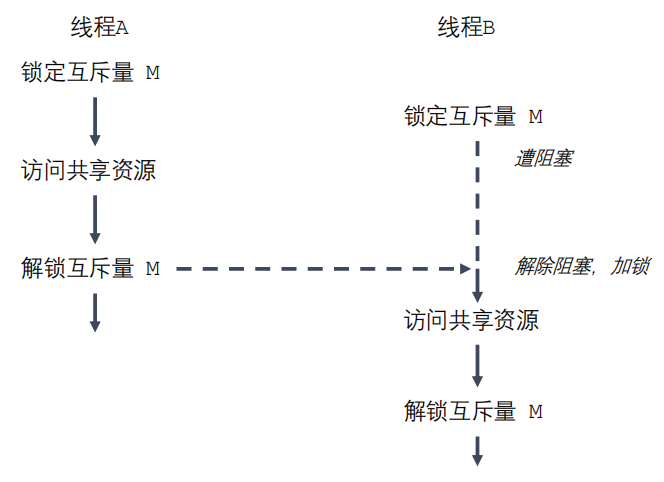 线程A
线程B
锁定互斥量 M
锁定互斥量 M
遭阻塞
访问共享资源
解锁互斥量 M
解除阻塞，加锁
访问共享资源
解锁互斥量 M